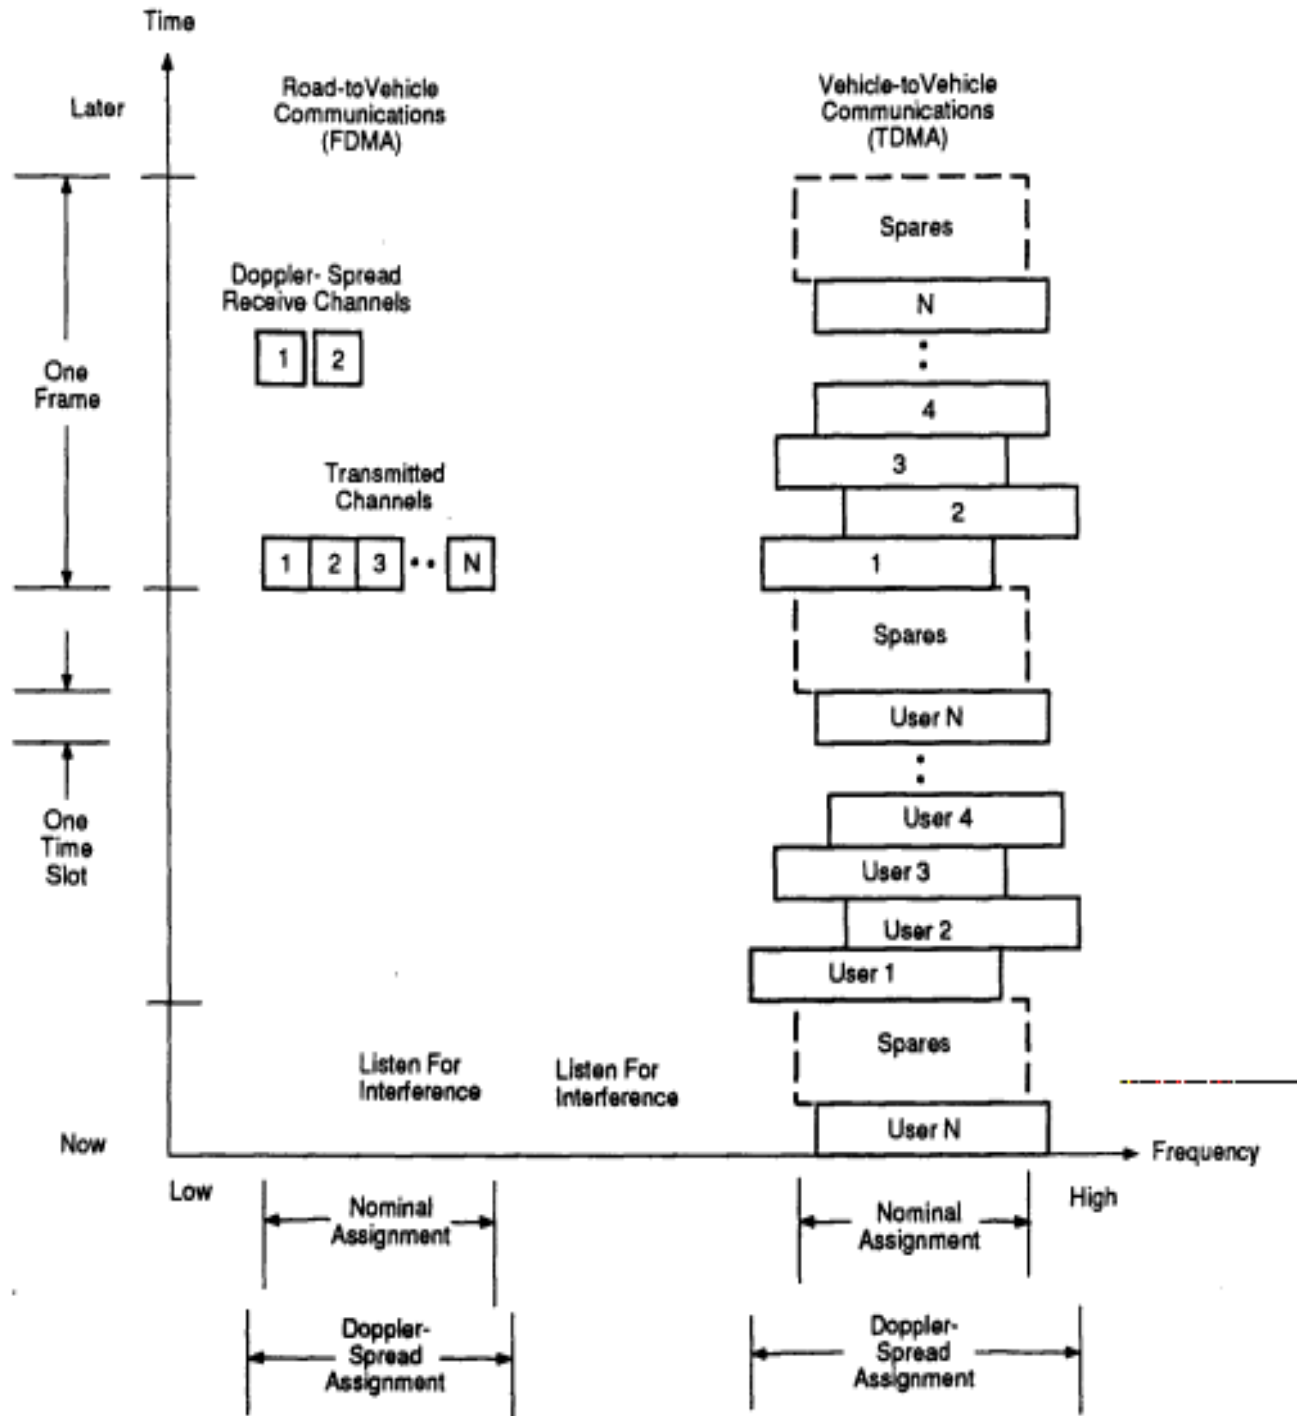 Time
Later
Road-toVehicle
Communications
(FDMA)
Vehicle-toVehicle
Communications
(TDMA)
Spares
Doppler- Spread
Receive Channels
N
1 2
One
Frame
4
3
Transmitted
Channels
2
1 2 3 •• N
1
Spares
User N
One
Time
Slot
User 4
User 3
User 2
User 1
Spares
Listen For
Interference
Listen For
Interference
User N
Now
Frequency
Low
High
Nominal
Assignment
Nominal
Assignment
Doppler-
Spread
Assignment
Doppler-
Spread
Assignment